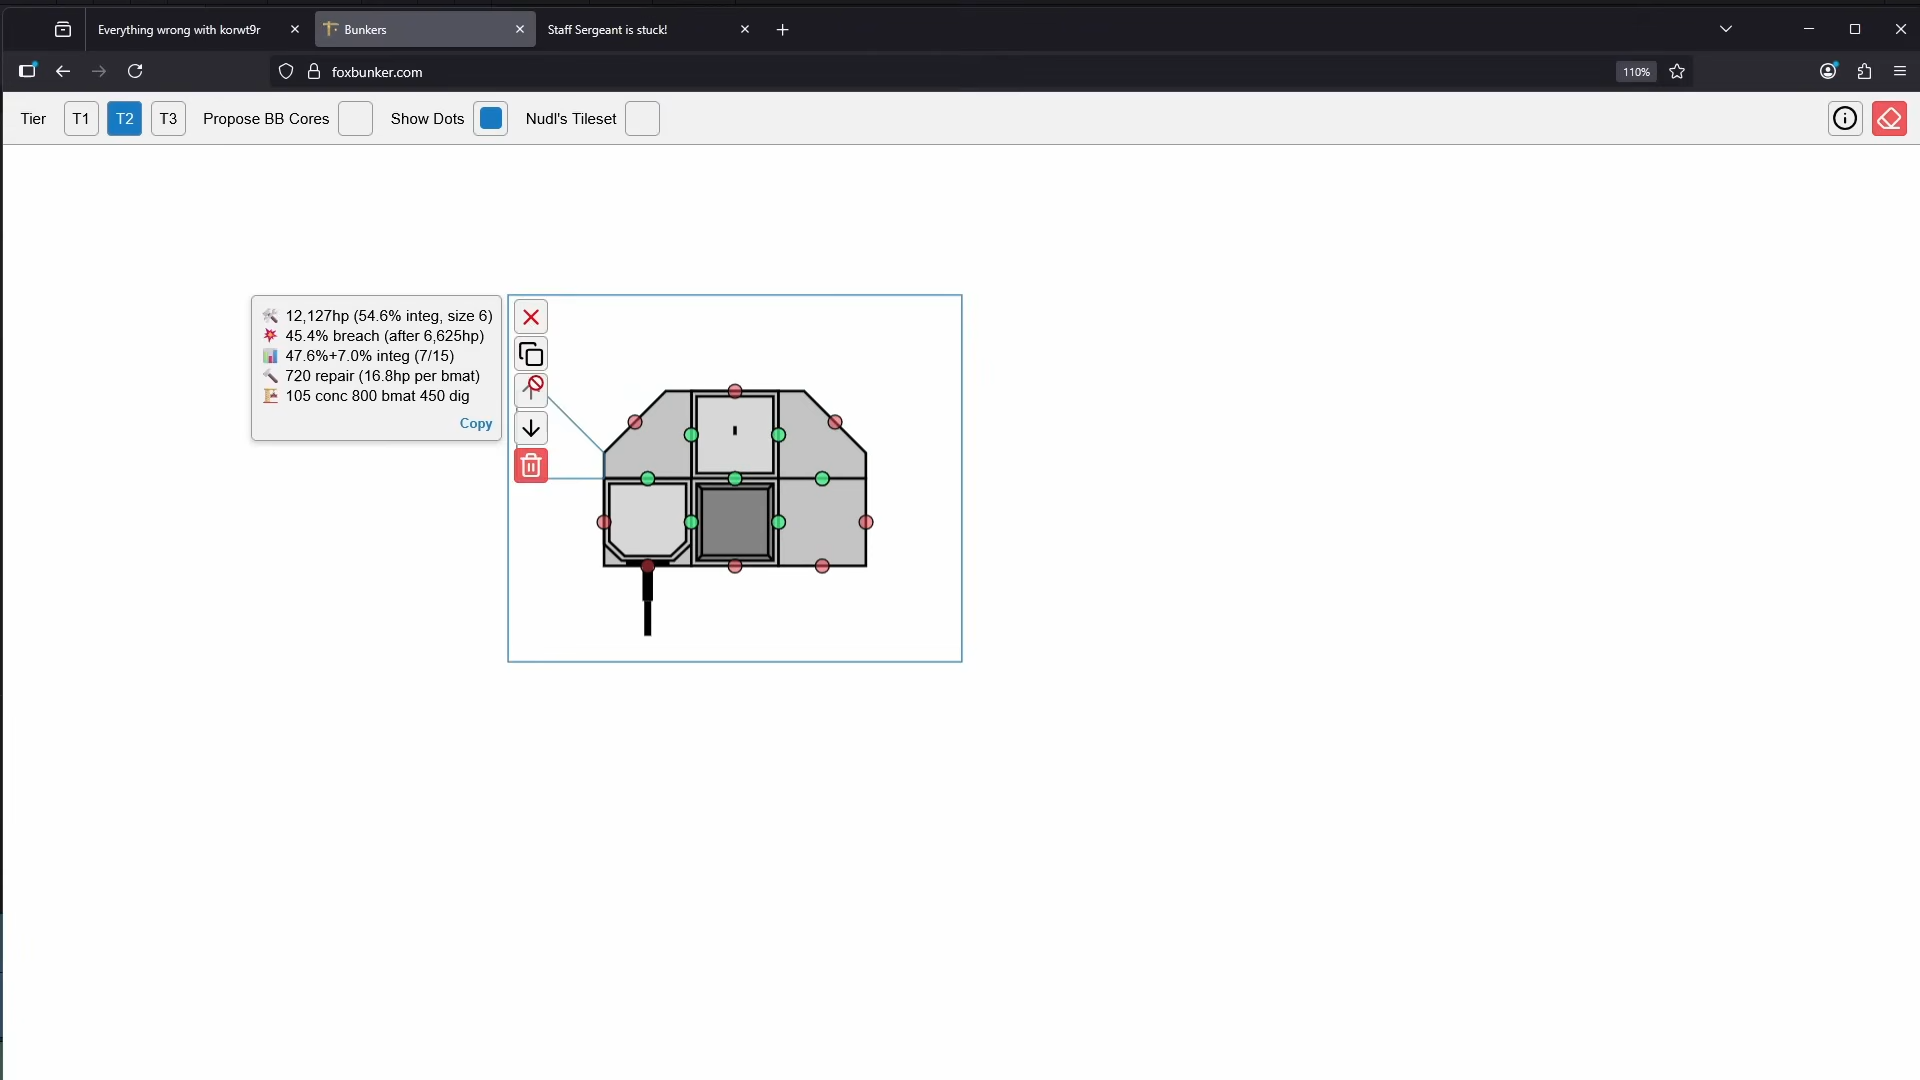 Everything wrong with korwt9r
Bunkers
Staff Sergeant is stuck!
foxbunker.com
110%
Tier T1 T2 T3 Propose BB Cores Show Dots Nudl's Tileset
12,127hp (54.6% integ, size 6)
45.4% breach (after 6,625hp)
47.6%+7.0% integ (7/15)
720 repair (16.8hp per bmat)
105 conc 800 bmat 450 dig
Copy